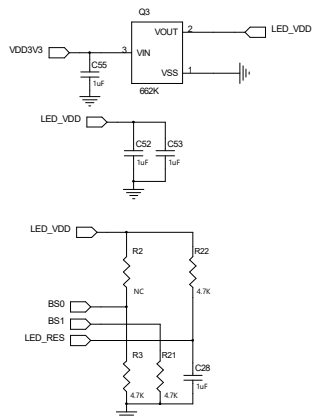 Q3
VOUT 2 LED_VDD
VDD3V3 3 VIN
C55
1uF
VSS 1
662K
LED_VDD
C52 C53
1uF 1uF
LED_VDD
R2 R22
NC 4.7K
BS0
BS1
LED_RES
R3 R21 C28
4.7K 4.7K 1uF